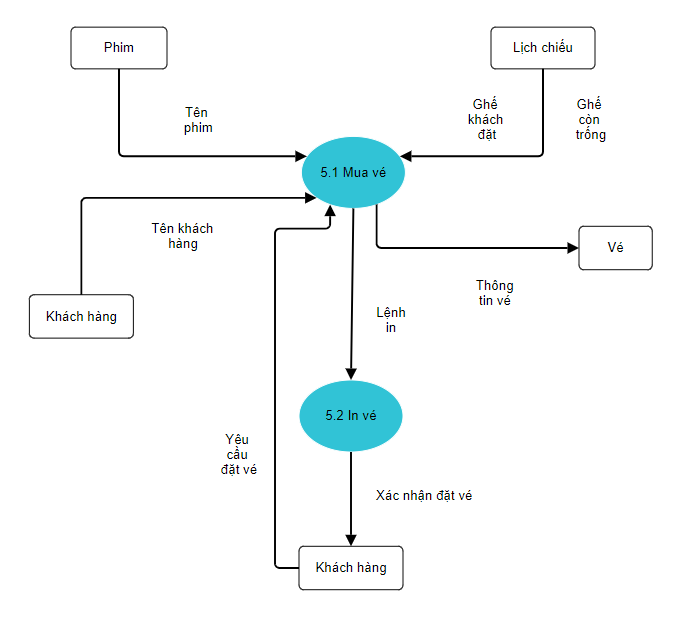 Phim
Lịch chiếu
Tên
phim
Ghế
khách
đặt
Ghế
còn
trống
5.1 Mua vé
Tên khách
hàng
Vé
Thông
tin vé
Khách hàng
Lệnh
in
5.2 In vé
Yêu
cầu
đặt vé
Xác nhận đặt vé
Khách hàng